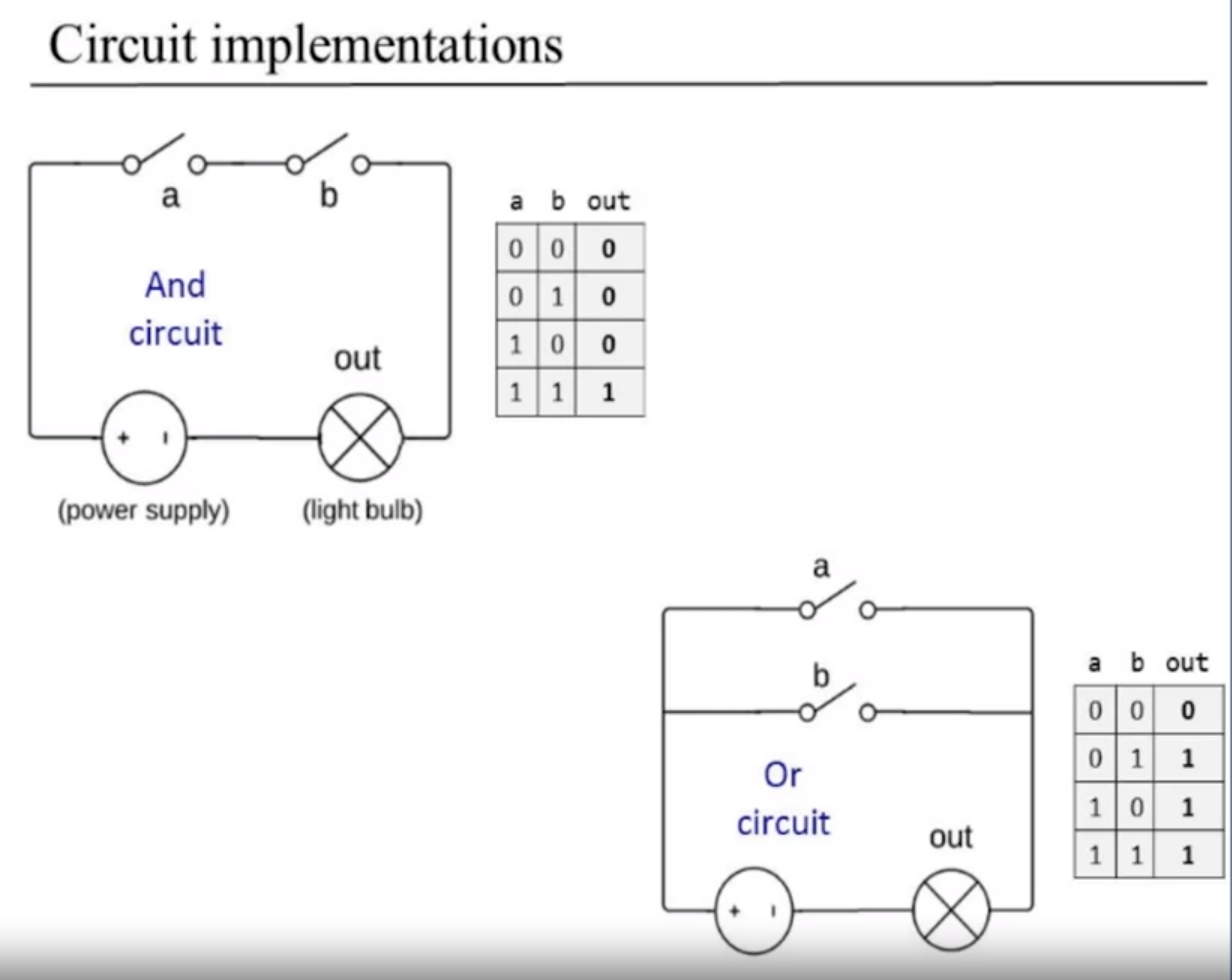 Circuit implementations
a b
And
circuit
out
+ -
(power supply) (light bulb)
a b out
0 0 0
0 1 0
1 0 0
1 1 1
a
b
Or
circuit
out
+ -
a b out
0 0 0
0 1 1
1 0 1
1 1 1